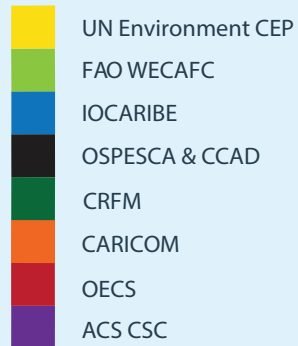 UN Environment CEP
FAO WECAFC
IOCARIBE
OSPESCA & CCAD
CRFM
CARICOM
OECS
ACS CSC